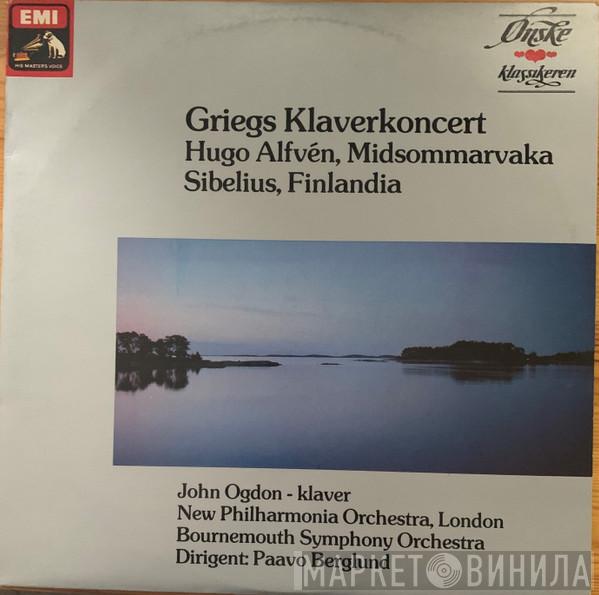 EMI
HIS MASTER'S VOICE
Ønske
klassikeren
Griegs Klaverkoncert
Hugo Alfvén, Midsommarvaka
Sibelius, Finlandia
John Ogdon - klaver
New Philharmonia Orchestra, London
Bournemouth Symphony Orchestra
Dirigent: Paavo Berglund
МАРКЕТ ВИНИЛА